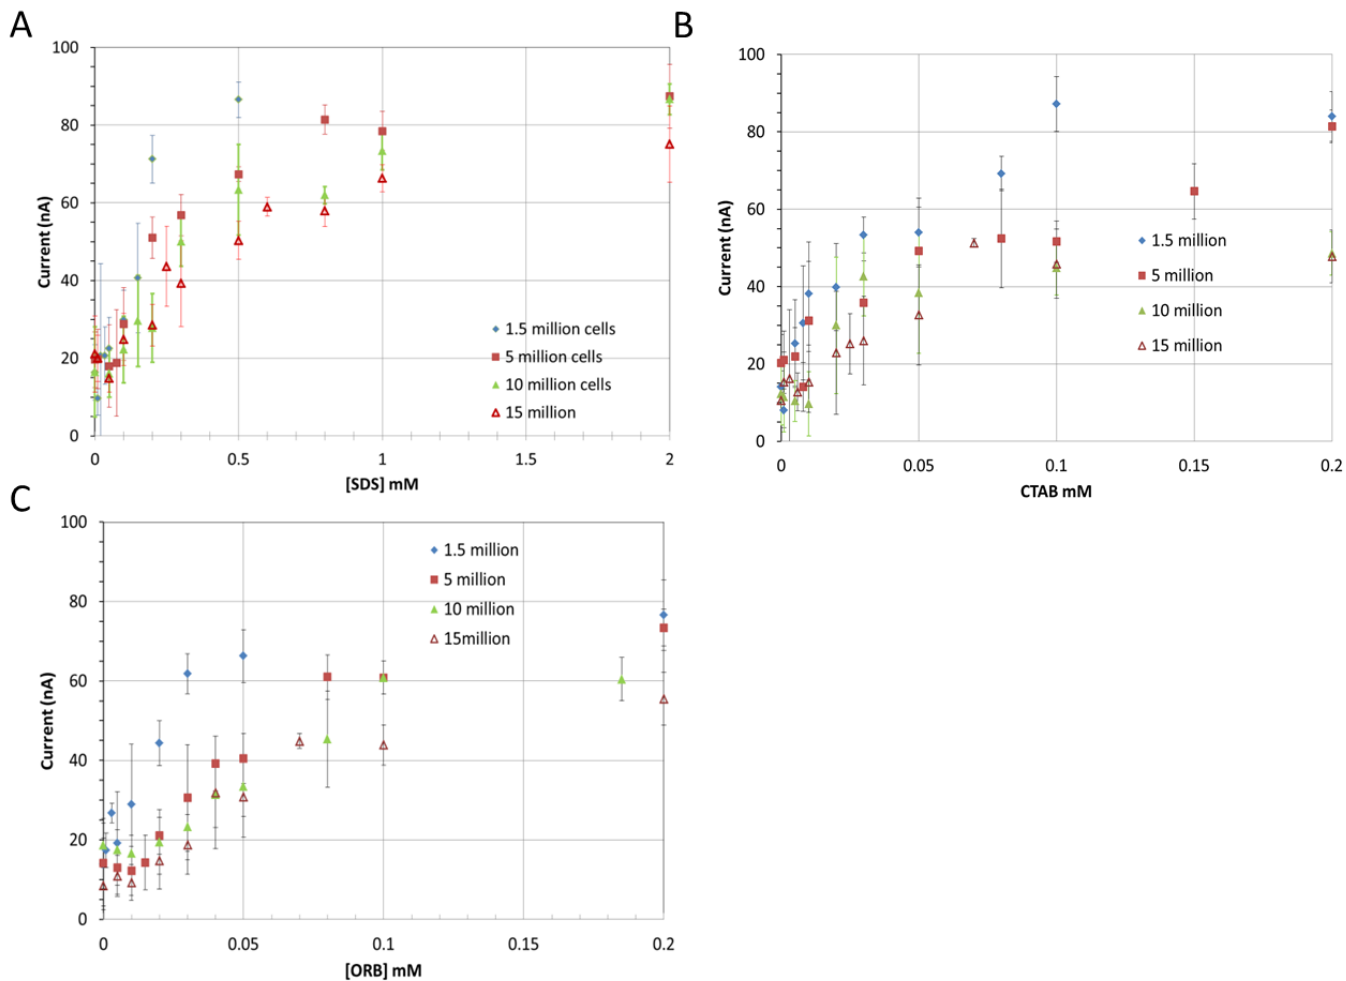 A
100
80
60
40
20
0
Current (nA)
0
0.5
1
1.5
2
[SDS] mM
1.5 million cells
5 million cells
10 million cells
15 million
B
100
80
60
40
20
0
Current (nA)
0
0.05
0.1
0.15
0.2
CTAB mM
1.5 million
5 million
10 million
15 million
C
100
80
60
40
20
0
Current (nA)
0
0.05
0.1
0.15
0.2
[ORB] mM
1.5 million
5 million
10 million
15million